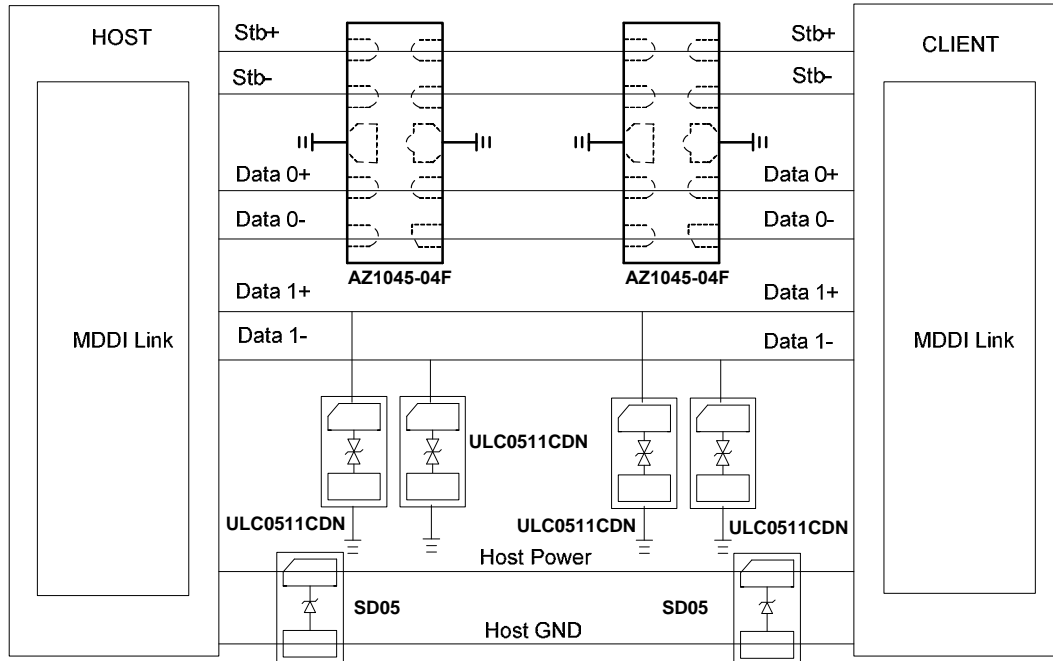 HOST
CLIENT
Stb+
Stb+
Stb-
Stb-
Data 0+
Data 0+
Data 0-
Data 0-
AZ1045-04F
AZ1045-04F
Data 1+
Data 1+
MDDI Link
Data 1-
Data 1-
MDDI Link
ULC0511CDN
ULC0511CDN
ULC0511CDN
ULC0511CDN
Host Power
SD05
SD05
Host GND